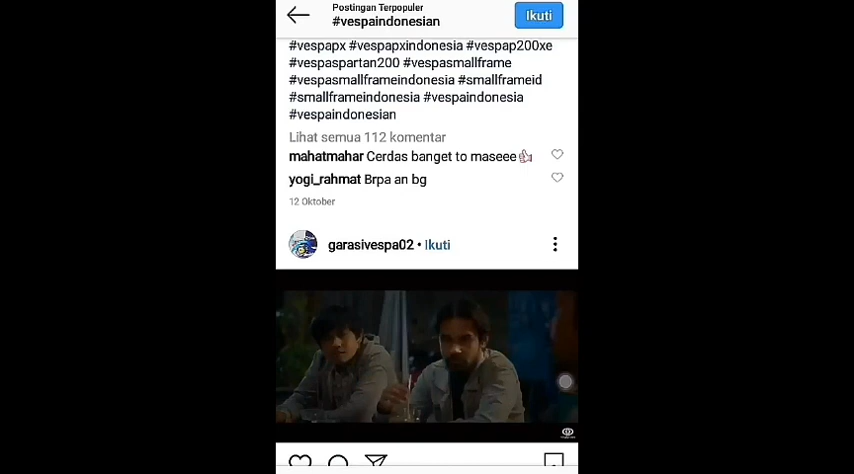 Postingan Terpopuler
#vespaindonesian
Ikuti
#vespapx #vespapxindonesia #vespap200xe
#vespaspartan200 #vespasmallframe
#vespasmallframeindonesia #smallframeid
#smallframeindonesia #vespaindonesia
#vespaindonesian
Lihat semua 112 komentar
mahatmahar Cerdas banget to maseee👍
yogi_rahmat Brpa an bg
12 Oktober
garasivespa02 • Ikuti